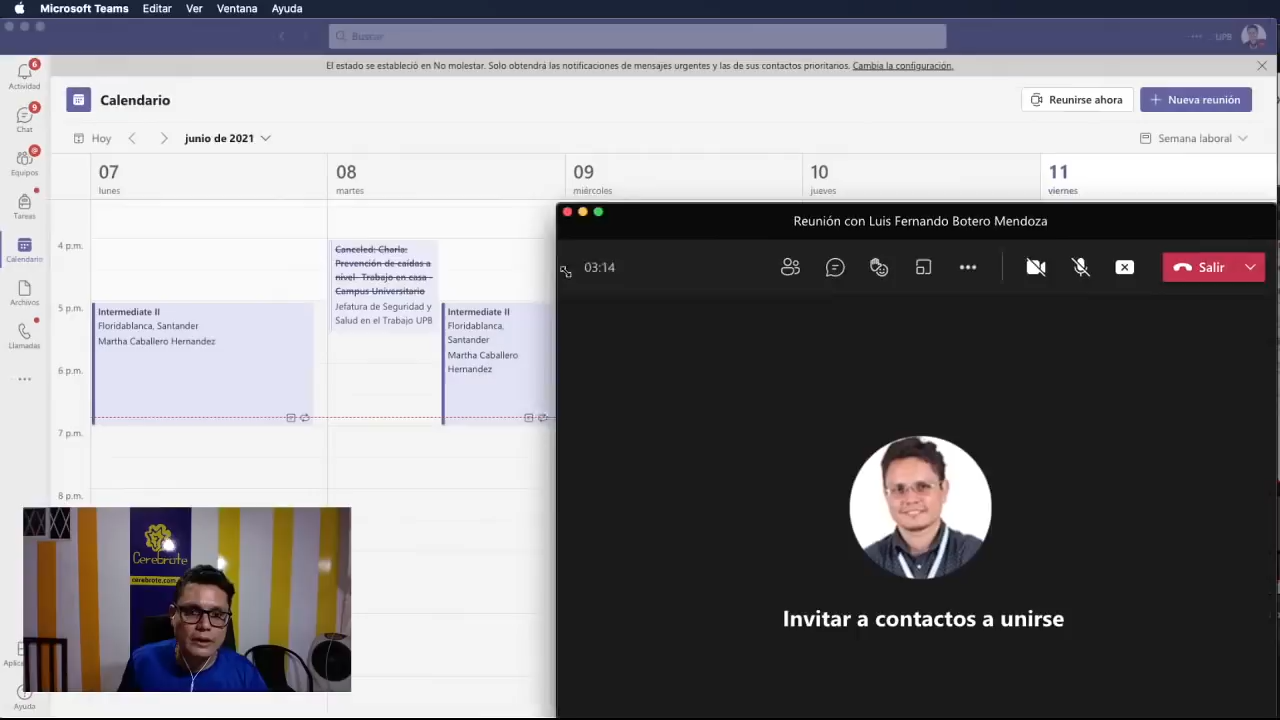 Microsoft Teams Editar Ver Ventana Ayuda
Buscar
UPB
El estado se estableció en No molestar. Solo obtendrá las notificaciones de mensajes urgentes y las de sus contactos prioritarios. Cambia la configuración.
6
Actividad
9
Chat
Equipos
Tareas
Calendario
Archivos
Llamadas
Ayuda
Calendario
Reunirse ahora
Nueva reunión
Hoy
junio de 2021
Semana laboral
07
lunes
08
martes
09
miércoles
10
jueves
11
viernes
4 p.m.
5 p.m.
6 p.m.
7 p.m.
8 p.m.
Intermediate II
Floridablanca, Santander
Martha Caballero Hernandez
Canceled: Charla:
Prevención de caídas a
nivel- Trabajo en casa -
Campus Universitario
Jefatura de Seguridad y
Salud en el Trabajo UPB
Intermediate II
Floridablanca,
Santander
Martha Caballero
Hernandez
Reunión con Luis Fernando Botero Mendoza
03:14
Salir
Invitar a contactos a unirse
Cerebrote
cerebrote.com